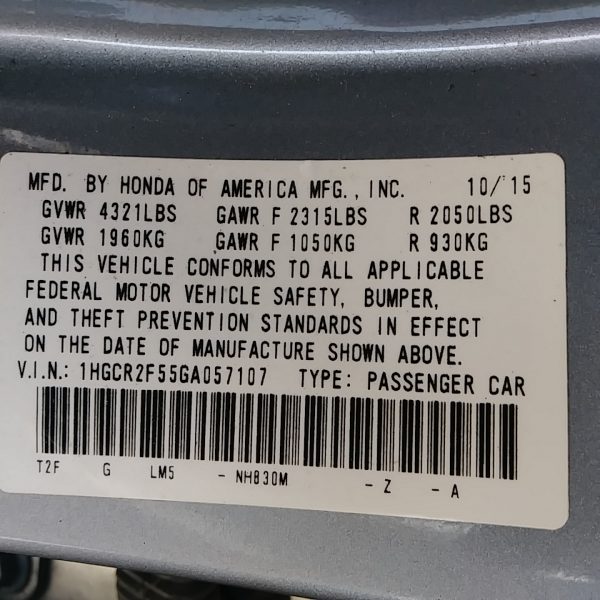 MFD. BY HONDA OF AMERICA MFG., INC. 10/ 15
GVWR 4321LBS GAWR F 2315LBS R 2050LBS
GVWR 1960KG GAWR F 1050KG R 930KG
THIS VEHICLE CONFORMS TO ALL APPLICABLE
FEDERAL MOTOR VEHICLE SAFETY, BUMPER,
AND THEFT PREVENTION STANDARDS IN EFFECT
ON THE DATE OF MANUFACTURE SHOWN ABOVE.
V.I.N.: 1HGCR2F55GA057107 TYPE: PASSENGER CAR
T2F G LM5 - NH830M - Z - A